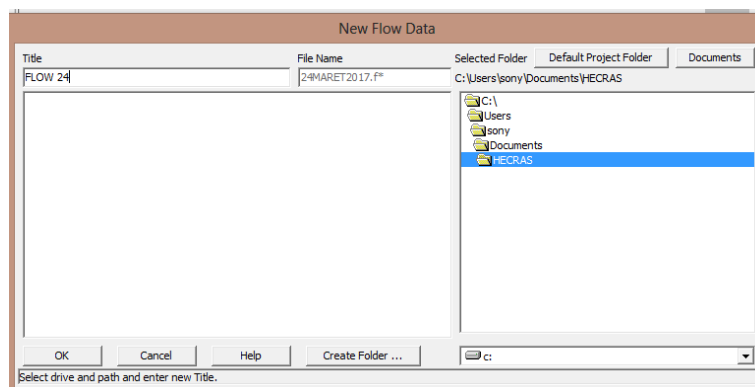 New Flow Data
Title File Name Selected Folder Default Project Folder Documents
FLOW 24 24MARET2017.f* C:\Users\sony\Documents\HECRAS
C:\
Users
sony
Documents
HECRAS
OK Cancel Help Create Folder ... c:
Select drive and path and enter new Title.